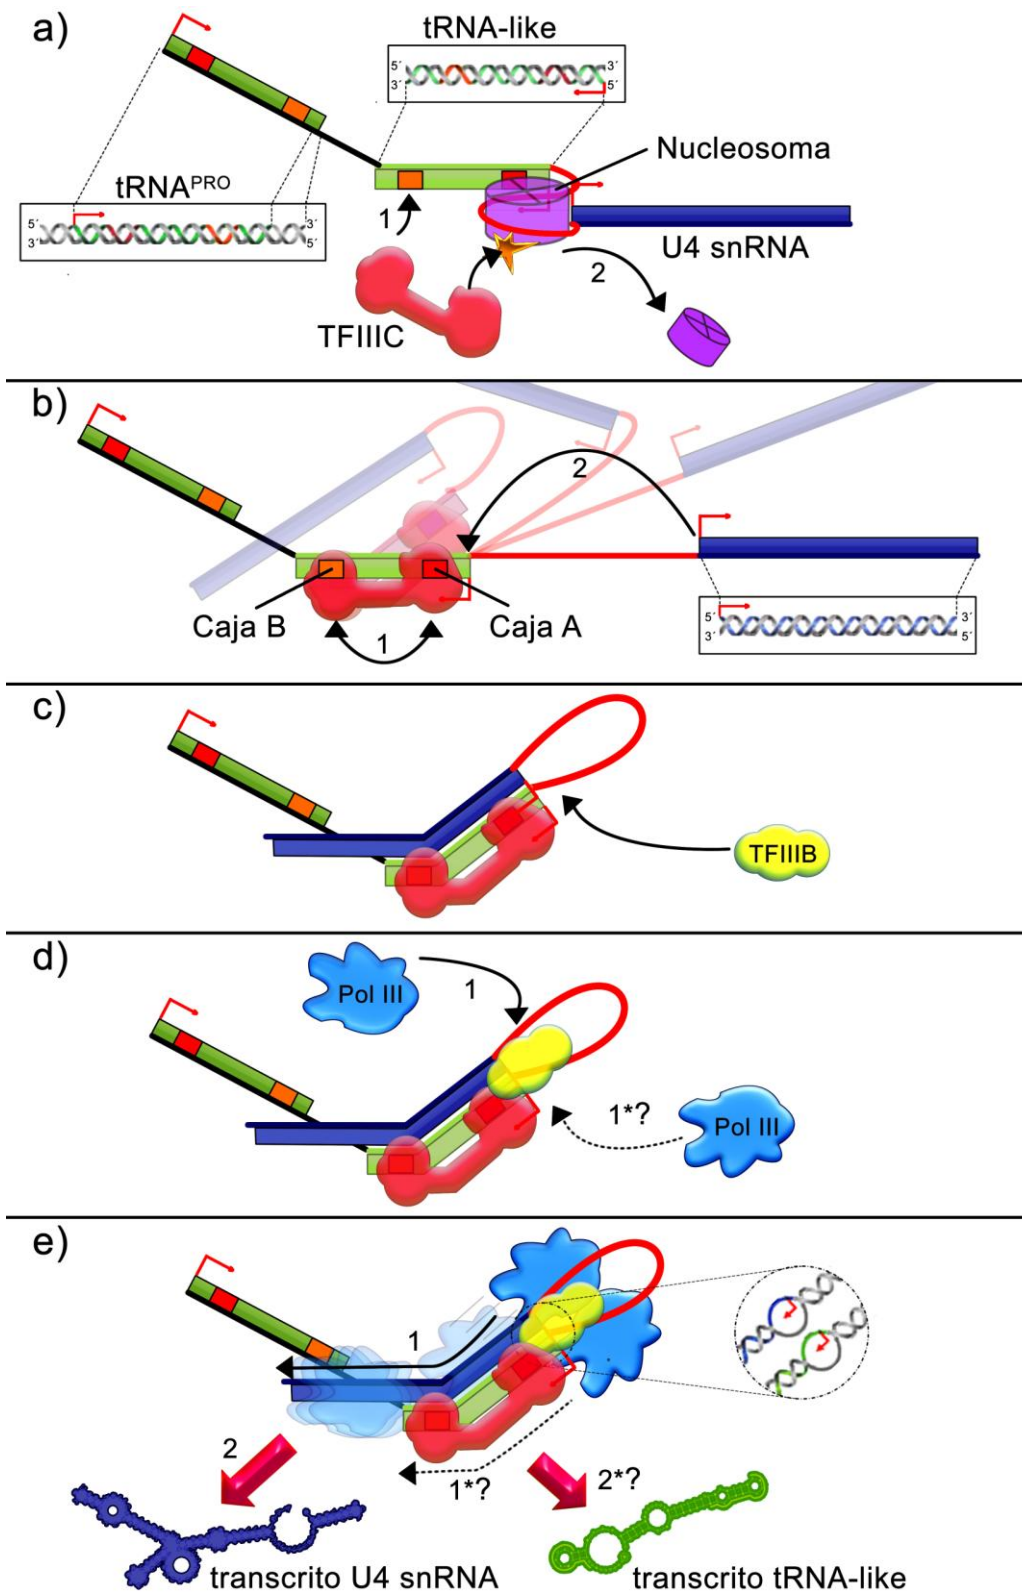 a)
tRNA-like
5´ 3´
3´ 5´
Nucleosoma
tRNAPRO
5´ 3´
3´ 5´
1
U4 snRNA
2
TFIIIC
b)
2
Caja B
Caja A
1
5´ 3´
3´ 5´
c)
TFIIIB
d)
Pol III
1
1*?
Pol III
e)
1
2
1*?
2*?
transcrito U4 snRNA
transcrito tRNA-like